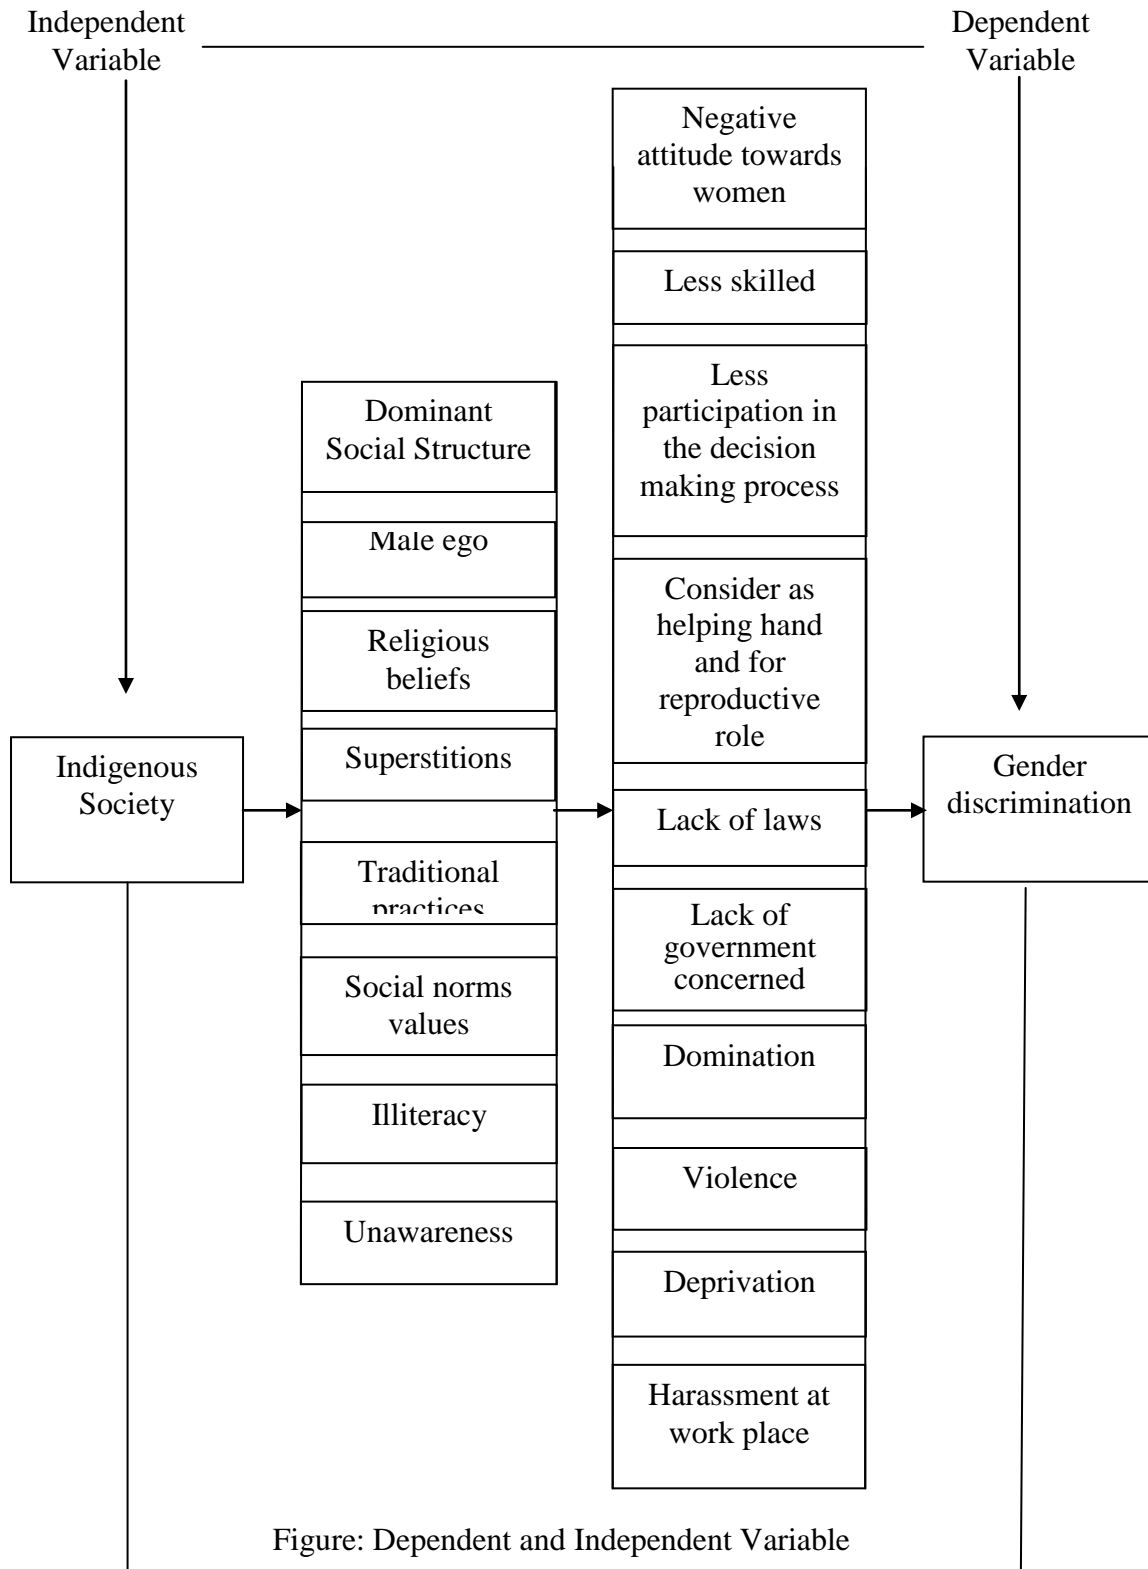 Independent
Variable
Dependent
Variable
Negative
attitude towards
women
Less skilled
Less
participation in
the decision
making process
Consider as
helping hand
and for
reproductive
role
Lack of laws
Lack of
government
concerned
Domination
Violence
Deprivation
Harassment at
work place
Dominant
Social Structure
Male ego
Religious
beliefs
Superstitions
Traditional
practices
Social norms
values
Illiteracy
Unawareness
Indigenous
Society
Gender
discrimination
Figure: Dependent and Independent Variable